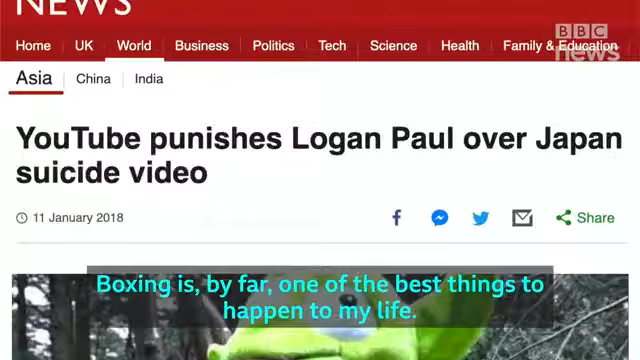 NEWS
BBC
news
Home UK World Business Politics Tech Science Health Family & Education
Asia China India
YouTube punishes Logan Paul over Japan
suicide video
11 January 2018
Share
Boxing is, by far, one of the best things to
happen to my life.